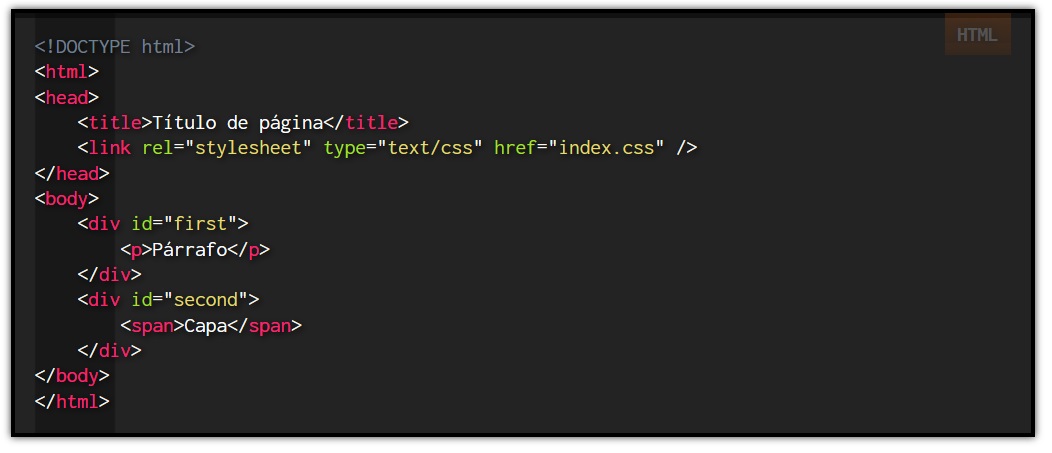 HTML
<!DOCTYPE html>
<html>
<head>
    <title>Título de página</title>
    <link rel="stylesheet" type="text/css" href="index.css" />
</head>
<body>
    <div id="first">
        <p>Párrafo</p>
    </div>
    <div id="second">
        <span>Capa</span>
    </div>
</body>
</html>